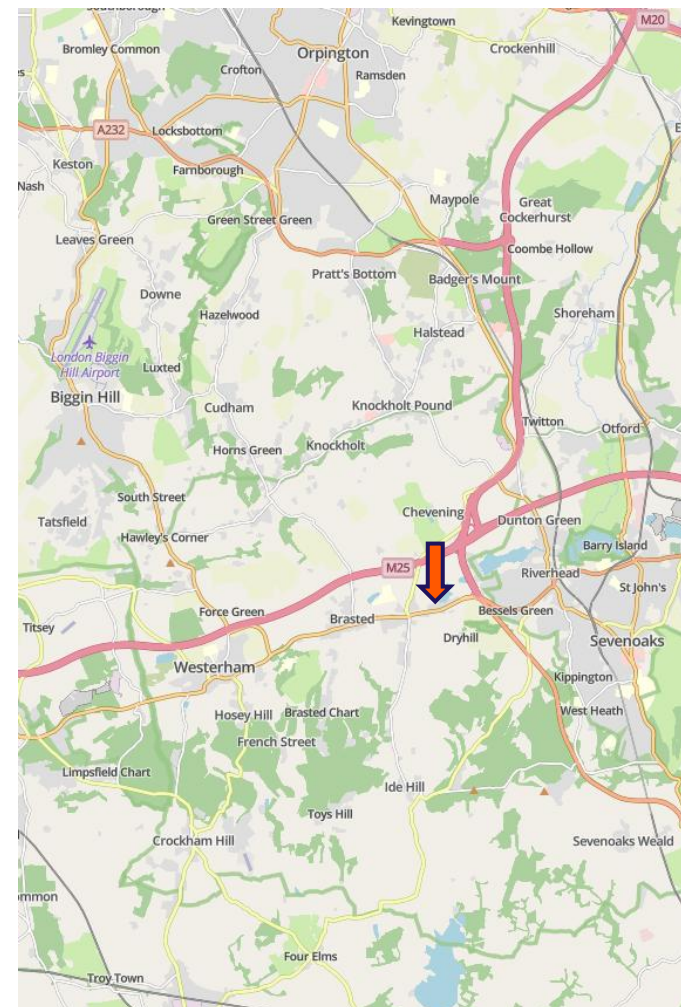 Kevingtown
M20
Bromley Common
Orpington
Crockenhill
Crofton
Ramsden
A232
Locksbottom
Keston
Farnborough
Nash
Maypole
Great
Cockerhurst
Green Street Green
Leaves Green
Coombe Hollow
Pratt's Bottom
Badger's Mount
Downe
Hazelwood
Shoreham
Halstead
London Biggin
Hill Airport
Luxted
Biggin Hill
Cudham
Knockholt Pound
Twitton
Otford
Horns Green
Knockholt
South Street
Chevening
Tatsfield
Dunton Green
Hawley's Corner
Barry Island
M25
Riverhead
St John's
Force Green
Brasted
Bessels Green
Titsey
Dryhill
Sevenoaks
Westerham
Kippington
West Heath
Hosey Hill
Brasted Chart
French Street
Limpsfield Chart
Ide Hill
Toys Hill
Crockham Hill
Sevenoaks Weald
Four Elms
Troy Town